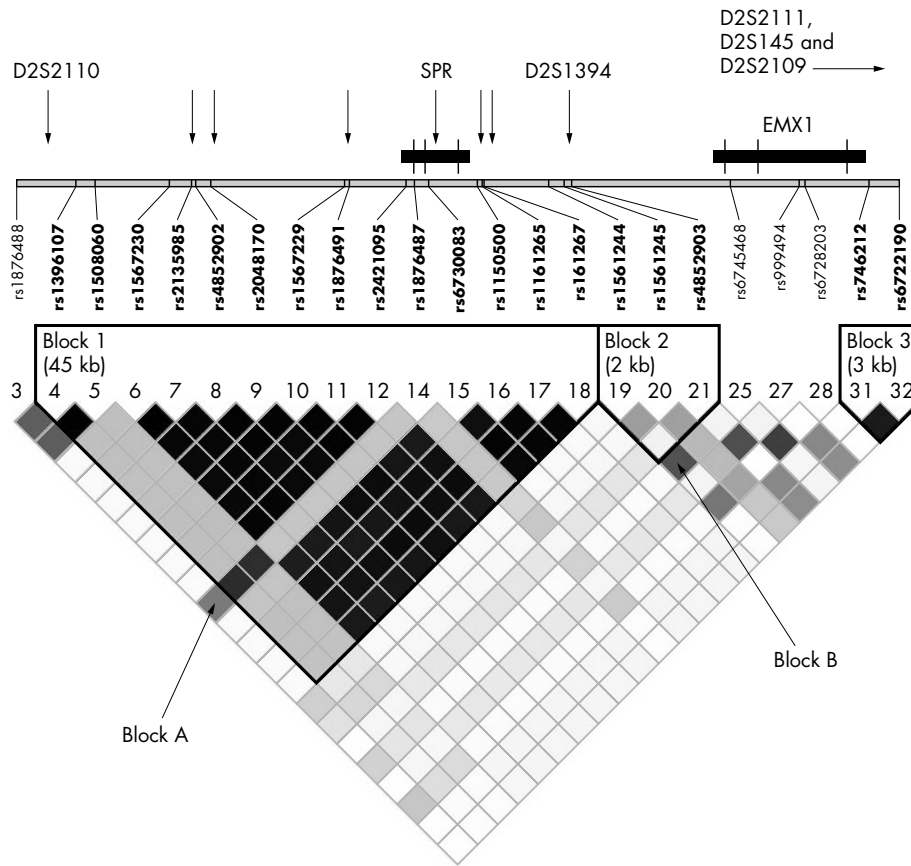 D2S2111,
D2S145 and
D2S2109
D2S2110
SPR
D2S1394
EMX1
rs1876488
rs1396107
rs1508060
rs1567230
rs2135985
rs4852902
rs2048170
rs1567229
rs1876491
rs2421095
rs1876487
rs6730083
rs1150500
rs1161265
rs161267
rs1561244
rs1561245
rs4852903
rs6745468
rs999494
rs6728203
rs746212
rs6722190
Block 1
(45 kb)
Block 2
(2 kb)
Block 3
(3 kb)
3 4 5 6 7 8 9 10 11 12 14 15 16 17 18 19 20 21 25 27 28 31 32
Block B
Block A